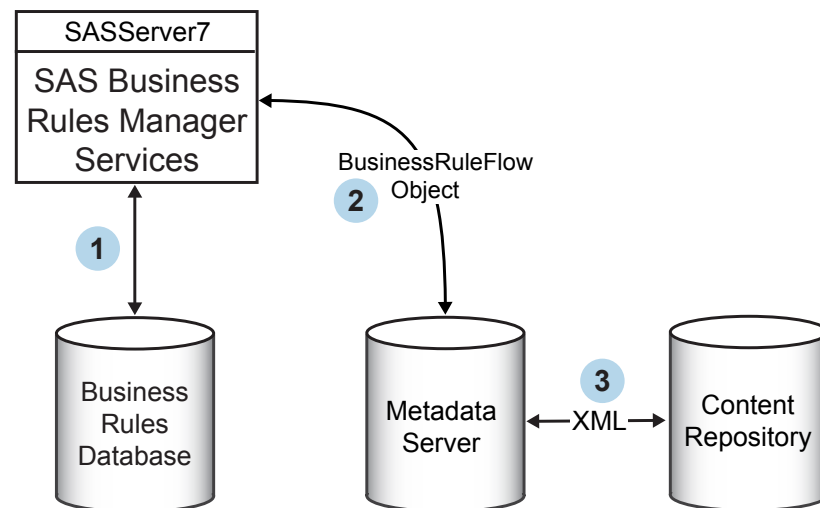 SASServer7
SAS Business
Rules Manager
Services
BusinessRuleFlow
Object
2
1
Business
Rules
Database
Metadata
Server
3
XML
Content
Repository